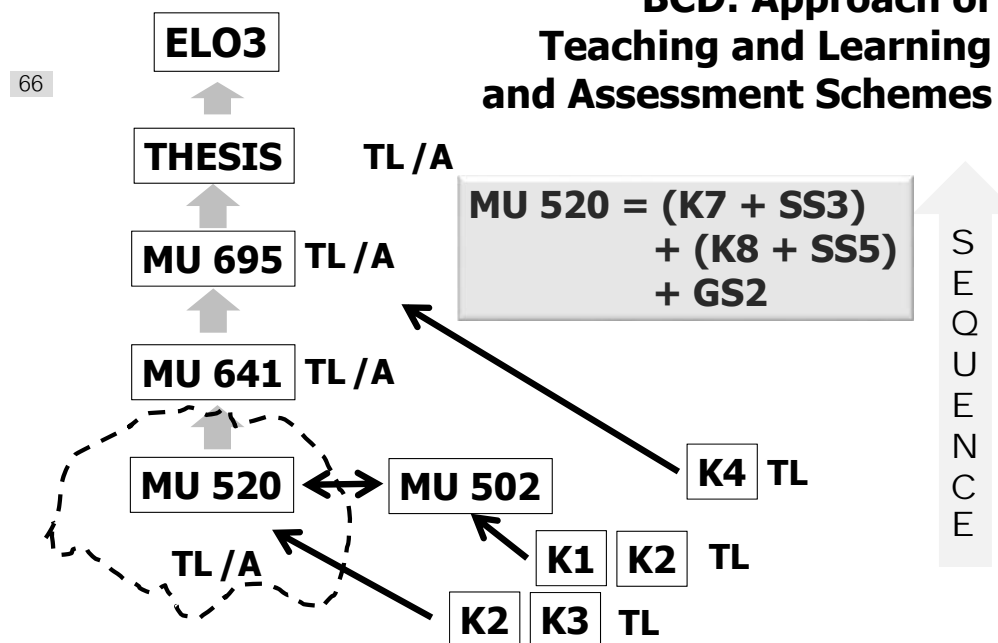 BCD: Approach of
Teaching and Learning
and Assessment Schemes
66
ELO3
THESIS
TL /A
MU 520 = (K7 + SS3)
+ (K8 + SS5)
+ GS2
MU 695 TL /A
MU 641 TL /A
MU 520
MU 502
K4 TL
TL /A
K1 K2 TL
K2 K3 TL
SEQUENCE